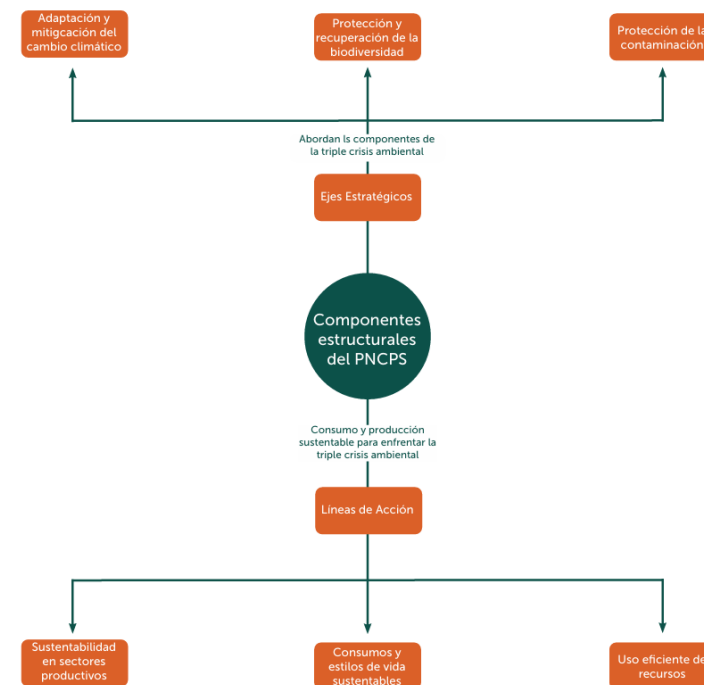 Adaptación y
mitigcación del
cambio climático
Protección y
recuperación de la
biodiversidad
Protección de la
contaminación
Abordan ls componentes de
la triple crisis ambiental
Ejes Estratégicos
Componentes
estructurales
del PNCPS
Consumo y producción
sustentable para enfrentar la
triple crisis ambiental
Líneas de Acción
Sustentabilidad
en sectores
productivos
Consumos y
estilos de vida
sustentables
Uso eficiente de
recursos